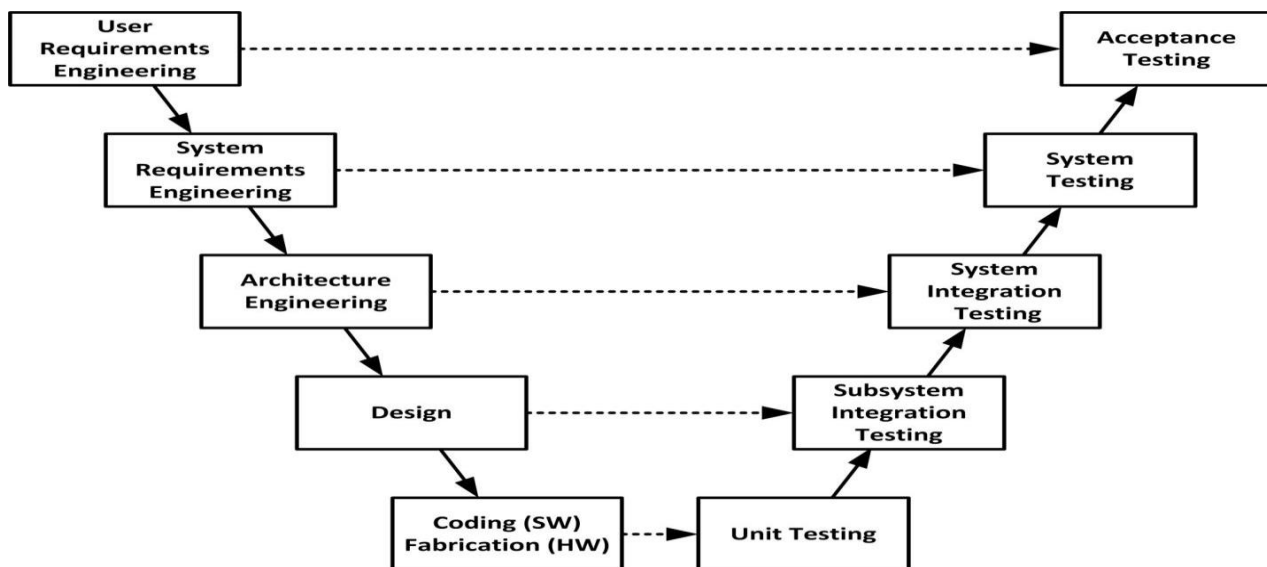 User
Requirements
Engineering
Acceptance
Testing
System
Requirements
Engineering
System
Testing
Architecture
Engineering
System
Integration
Testing
Design
Subsystem
Integration
Testing
Coding (SW)
Fabrication (HW)
Unit Testing